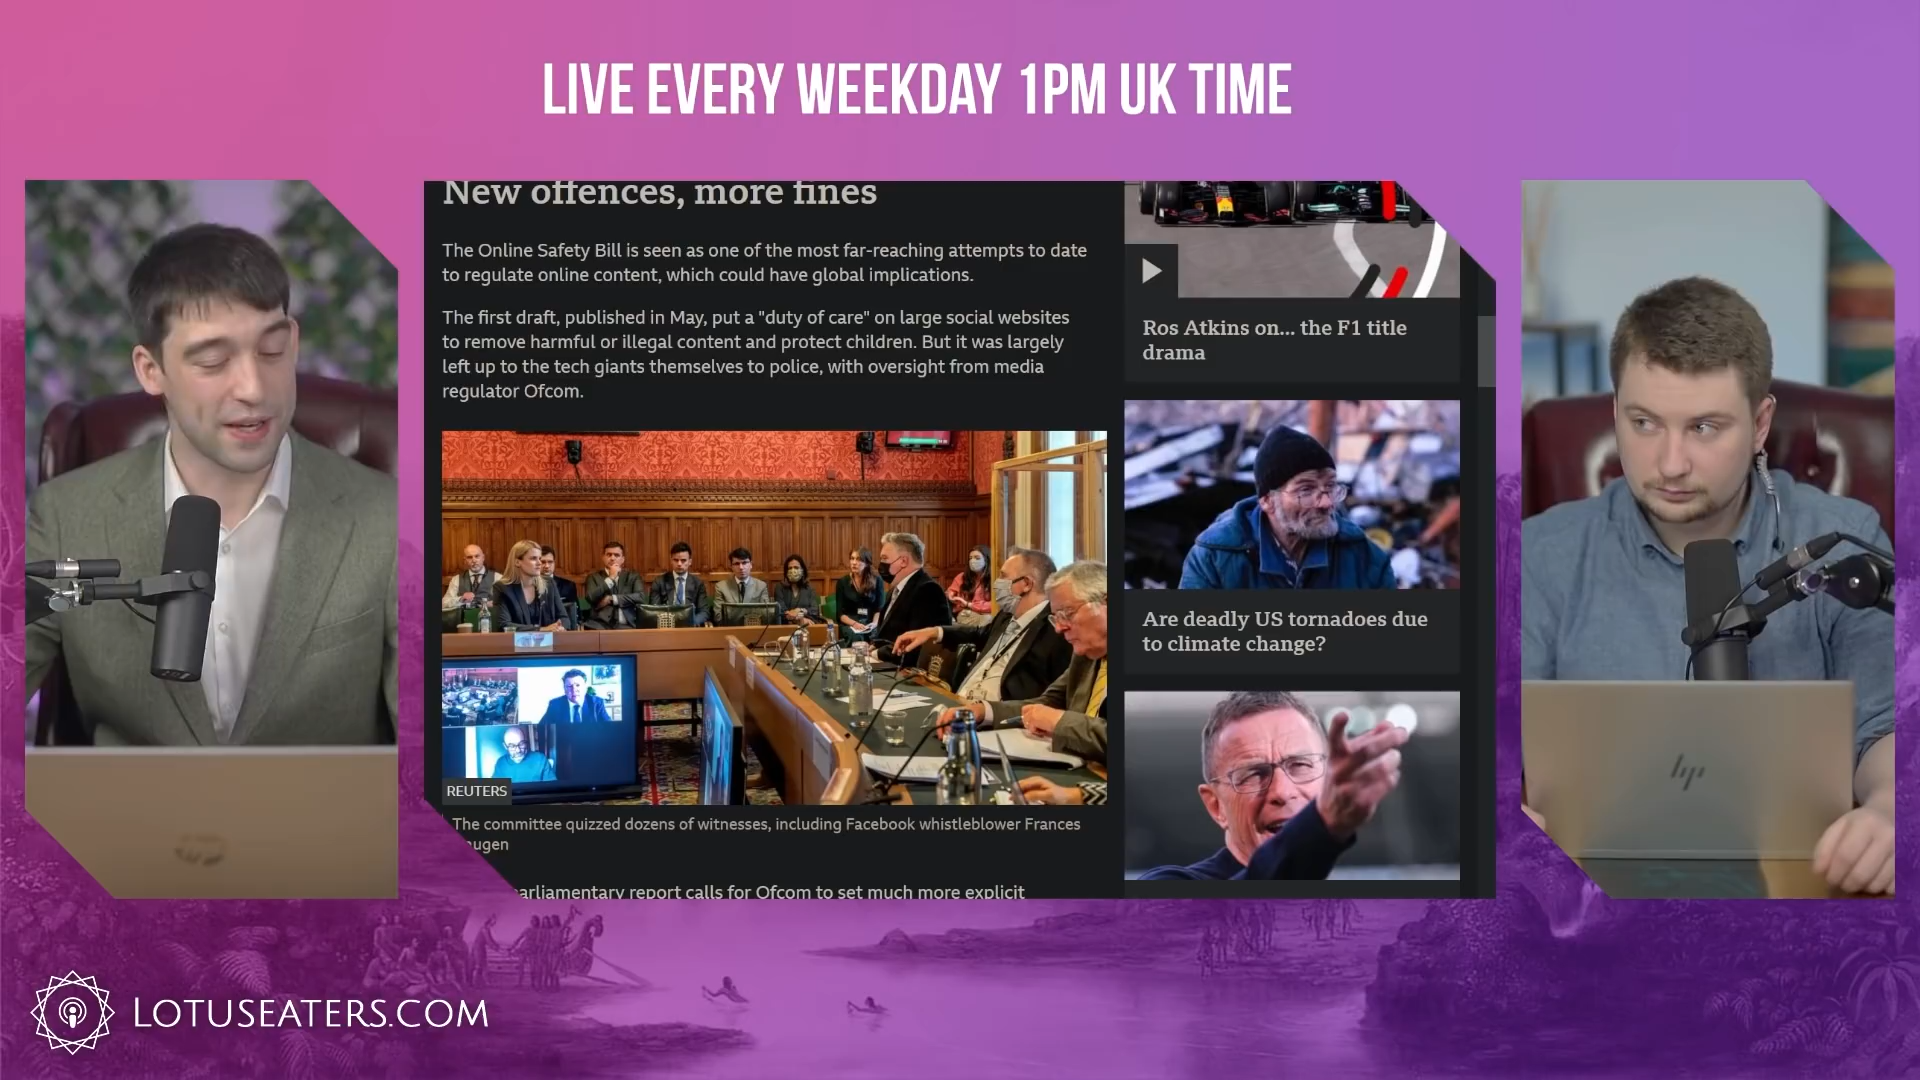 LIVE EVERY WEEKDAY 1PM UK TIME
New offences, more fines
The Online Safety Bill is seen as one of the most far-reaching attempts to date
to regulate online content, which could have global implications.
The first draft, published in May, put a "duty of care" on large social websites
to remove harmful or illegal content and protect children. But it was largely
left up to the tech giants themselves to police, with oversight from media
regulator Ofcom.
REUTERS
The committee quizzed dozens of witnesses, including Facebook whistleblower Frances
ugen
arliamentary report calls for Ofcom to set much more explicit
Ros Atkins on... the F1 title
drama
Are deadly US tornadoes due
to climate change?
hp
LOTUSEATERS.COM